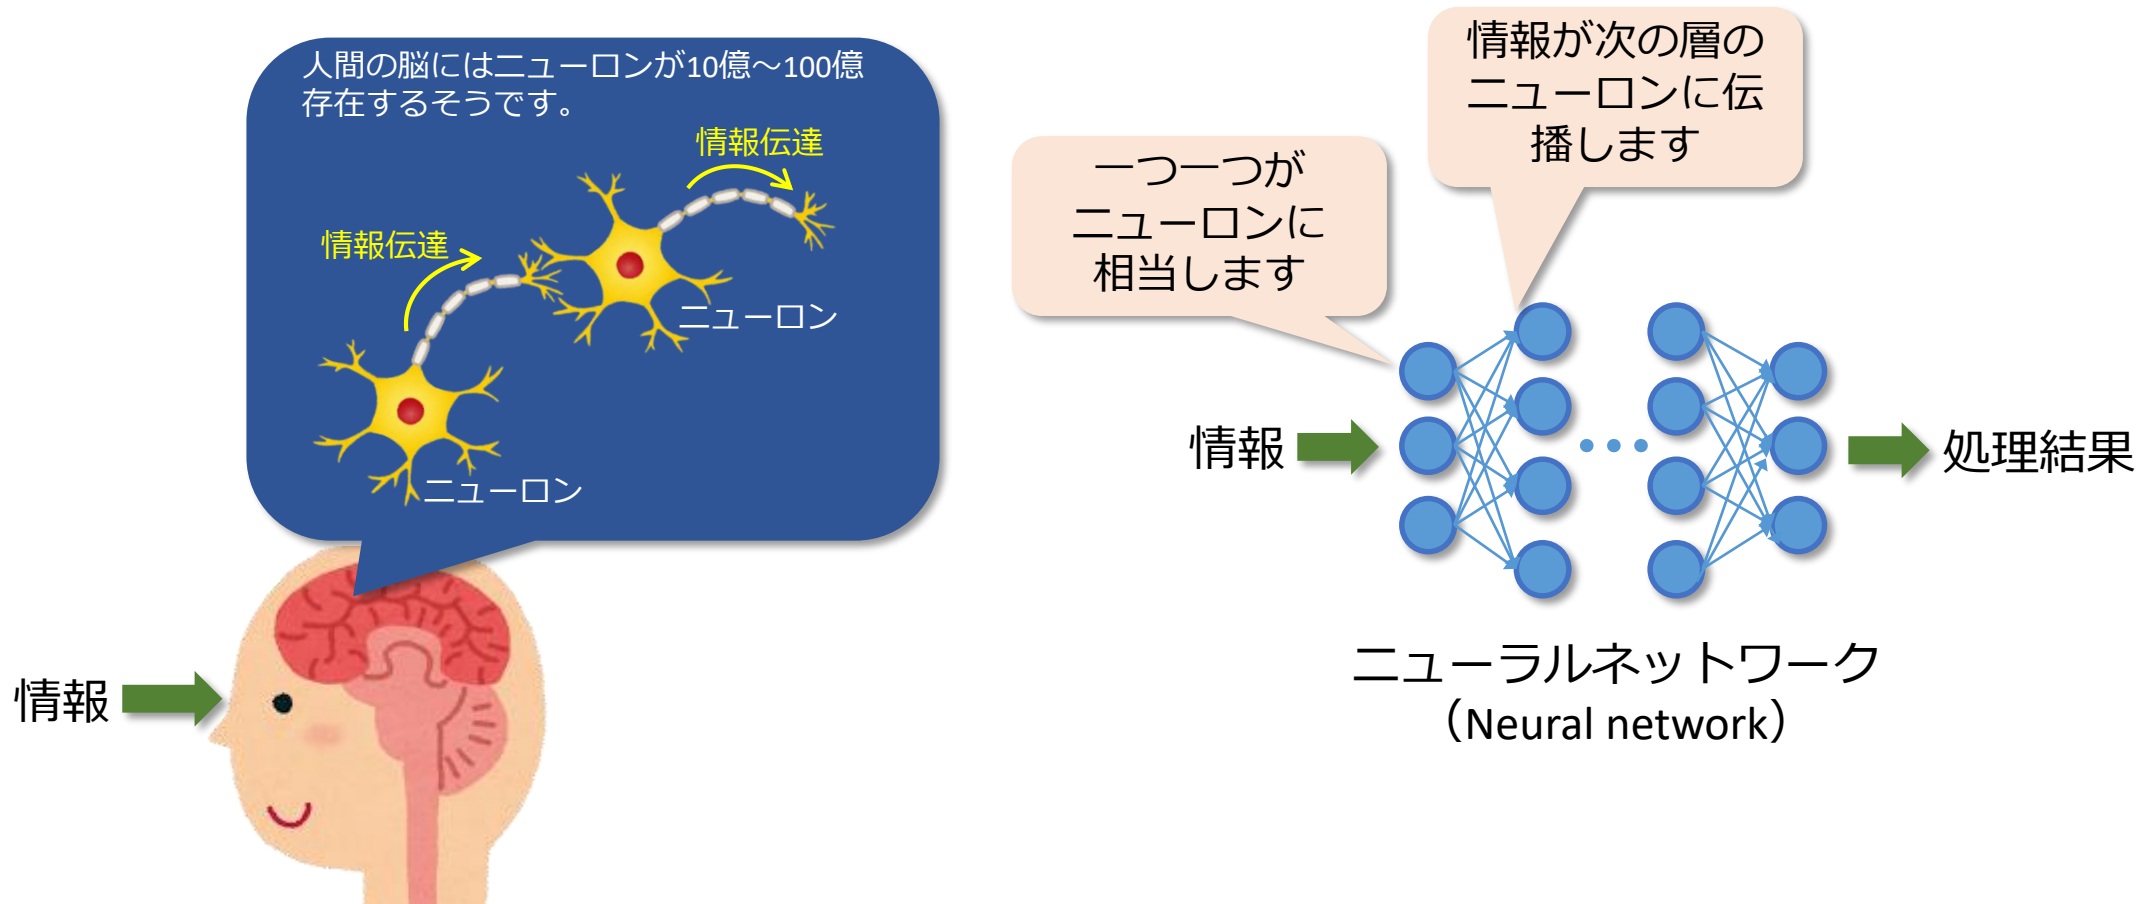 人間の脳にはニューロンが10億～100億
存在するそうです。
情報伝達
情報伝達
ニューロン
ニューロン
情報
情報が次の層の
ニューロンに伝
播します
一つ一つが
ニューロンに
相当します
情報
処理結果
ニューラルネットワーク
（Neural network）